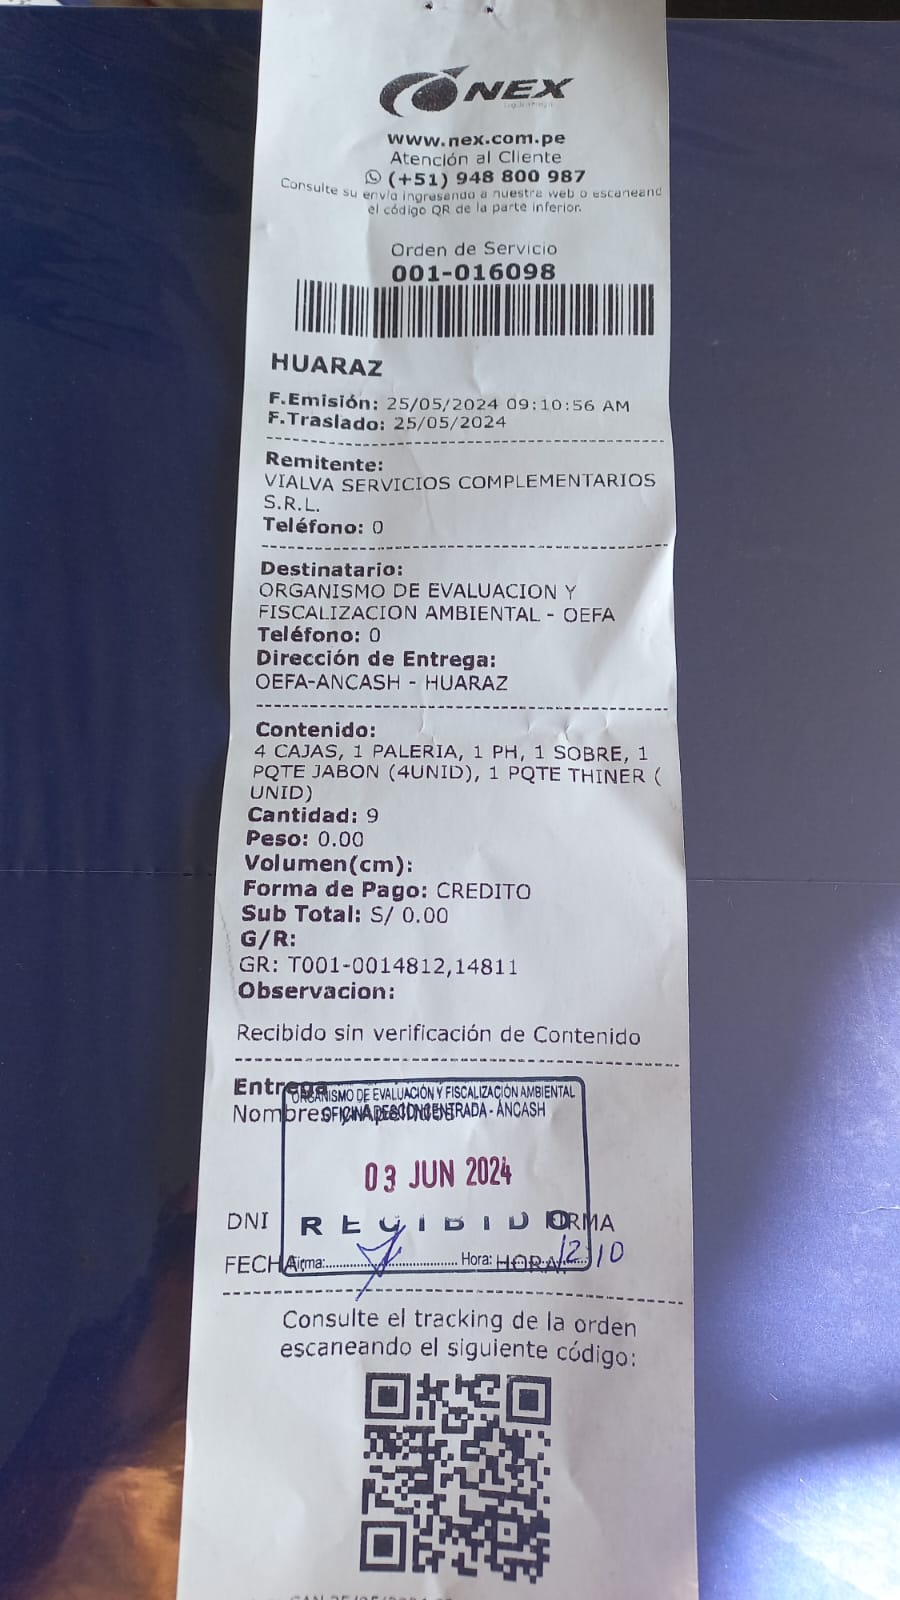 NEX
www.nex.com.pe
Atención al Cliente
(+51) 948 800 987
Consulte su envío ingresando a nuestra web o escaneand
el código QR de la parte inferior.
Orden de Servicio
001-016098
HUARAZ
F.Emisión: 25/05/2024 09:10:56 AM
F.Traslado: 25/05/2024
Remitente:
VIALVA SERVICIOS COMPLEMENTARIOS
S.R.L.
Teléfono: 0
Destinatario:
ORGANISMO DE EVALUACION Y
FISCALIZACION AMBIENTAL - OEFA
Teléfono: 0
Dirección de Entrega:
OEFA-ANCASH - HUARAZ
Contenido:
4 CAJAS, 1 PALERIA, 1 PH, 1 SOBRE, 1
PQTE JABON (4UNID), 1 PQTE THINER (
UNID)
Cantidad: 9
Peso: 0.00
Volumen(cm):
Forma de Pago: CREDITO
Sub Total: S/ 0.00
G/R:
GR: T001-0014812,14811
Observacion:
Recibido sin verificación de Contenido
Entrega
ORGANISMO DE EVALUACIÓN Y FISCALIZACIÓN AMBIENTAL
Nombres y Apellidos
OFICINA DESCONCENTRADA - ÁNCASH
03 JUN 2024
DNI
RECIBIDO
FIRMA
FECHA:
Firma:.............................. Hora:
HORA:
12:10
Consulte el tracking de la orden
escaneando el siguiente código: